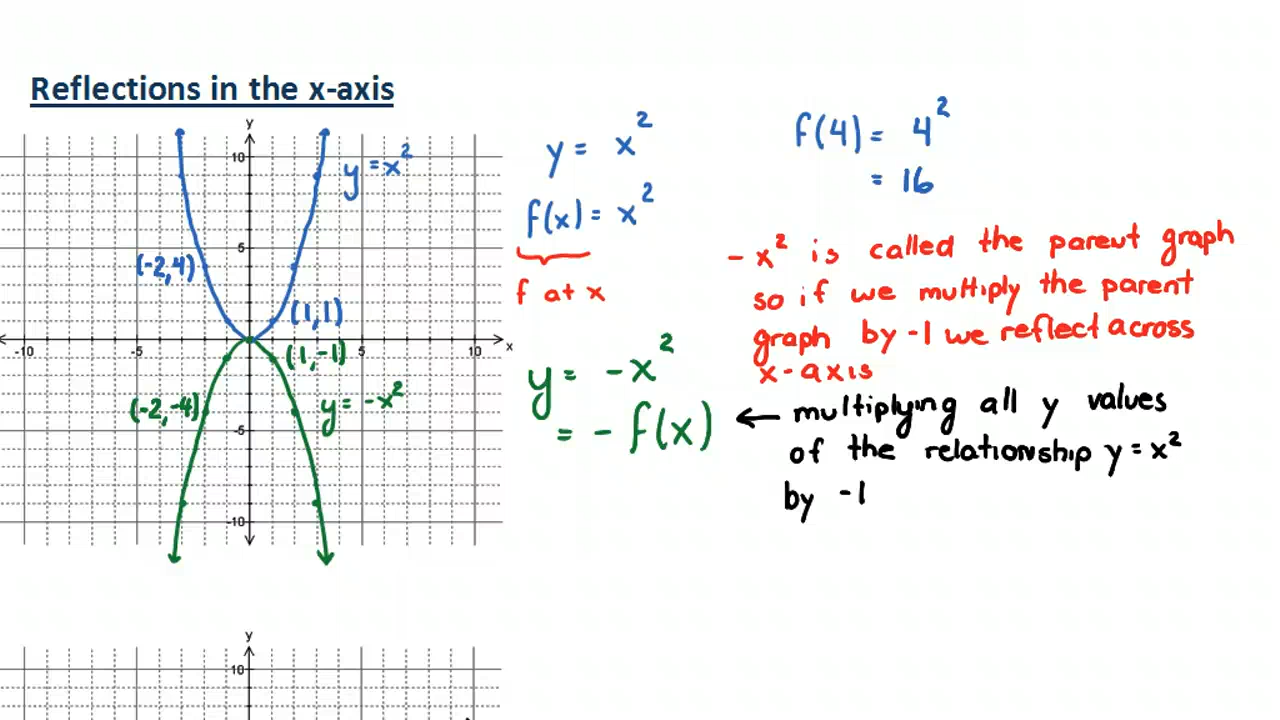 Reflections in the x-axis
y
10
5
-10
-5
5
10
x
-5
-10
y = x²
(-2,4)
(1,1)
(1,-1)
(-2,-4)
y = -x²
y = x²
f(x) = x²
f at x
y = -x²
= - f(x)
f(4) = 4²
= 16
- x² is called the parent graph
so if we multiply the parent
graph by -1 we reflect across
x-axis
← multiplying all y values
of the relationship y = x²
by -1
y
10